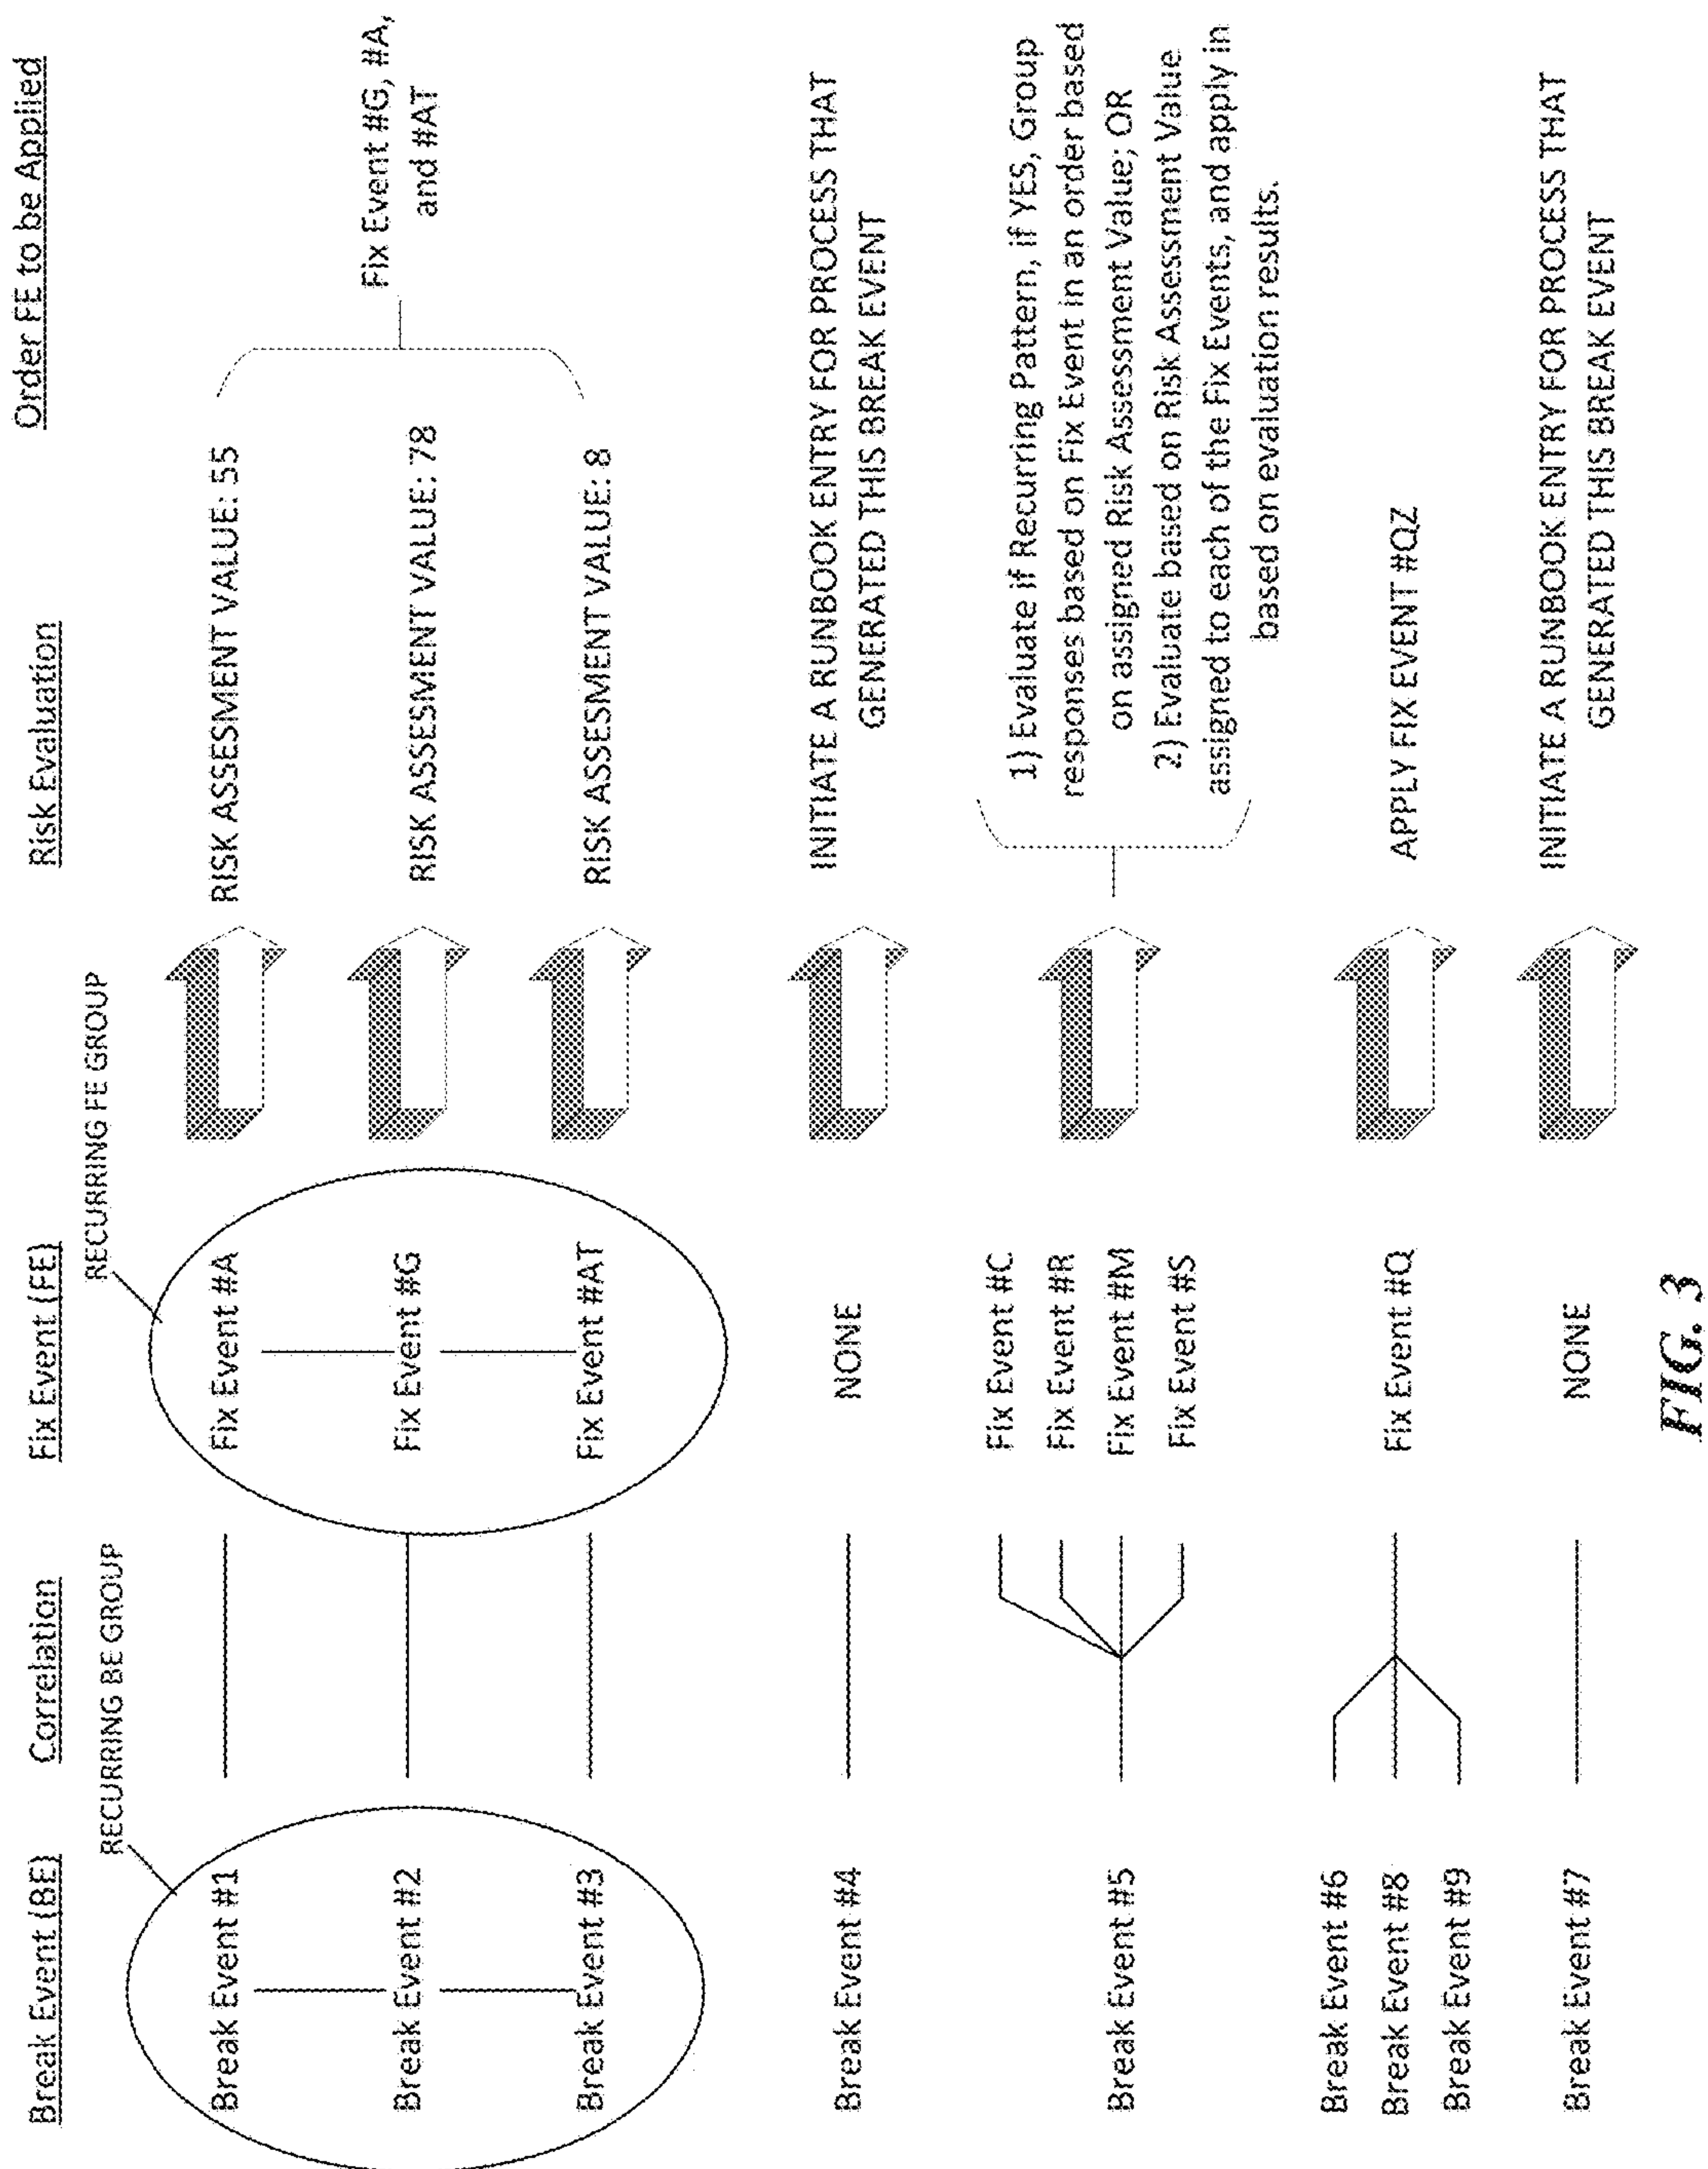 Break Event (BE)
Correlation
Fix Event (FE)
Risk Evaluation
Order FE to be Applied
RECURRING BE GROUP
RECURRING FE GROUP
Break Event #1
Fix Event #A
RISK ASSESSMENT VALUE: 55
Break Event #2
Fix Event #G
RISK ASSESSMENT VALUE: 78
Fix Event #G, #A,
and #AT
Break Event #3
Fix Event #AT
RISK ASSESMENT VALUE: 8
Break Event #4
NONE
INITIATE A RUNBOOK ENTRY FOR PROCESS THAT
GENERATED THIS BREAK EVENT
Break Event #5
Fix Event #C
Fix Event #R
Fix Event #M
Fix Event #S
1) Evaluate if Recurring Pattern, if YES, Group
responses based on Fix Event in an order based
on assigned Risk Assessment Value; OR
2) Evaluate based on Risk Assessment Value
assigned to each of the Fix Events, and apply in
based on evaluation results.
Break Event #6
Break Event #8
Break Event #9
Fix Event #Q
APPLY FIX EVENT #QZ
Break Event #7
NONE
INITIATE A RUNBOOK ENTRY FOR PROCESS THAT
GENERATED THIS BREAK EVENT
FIG. 3